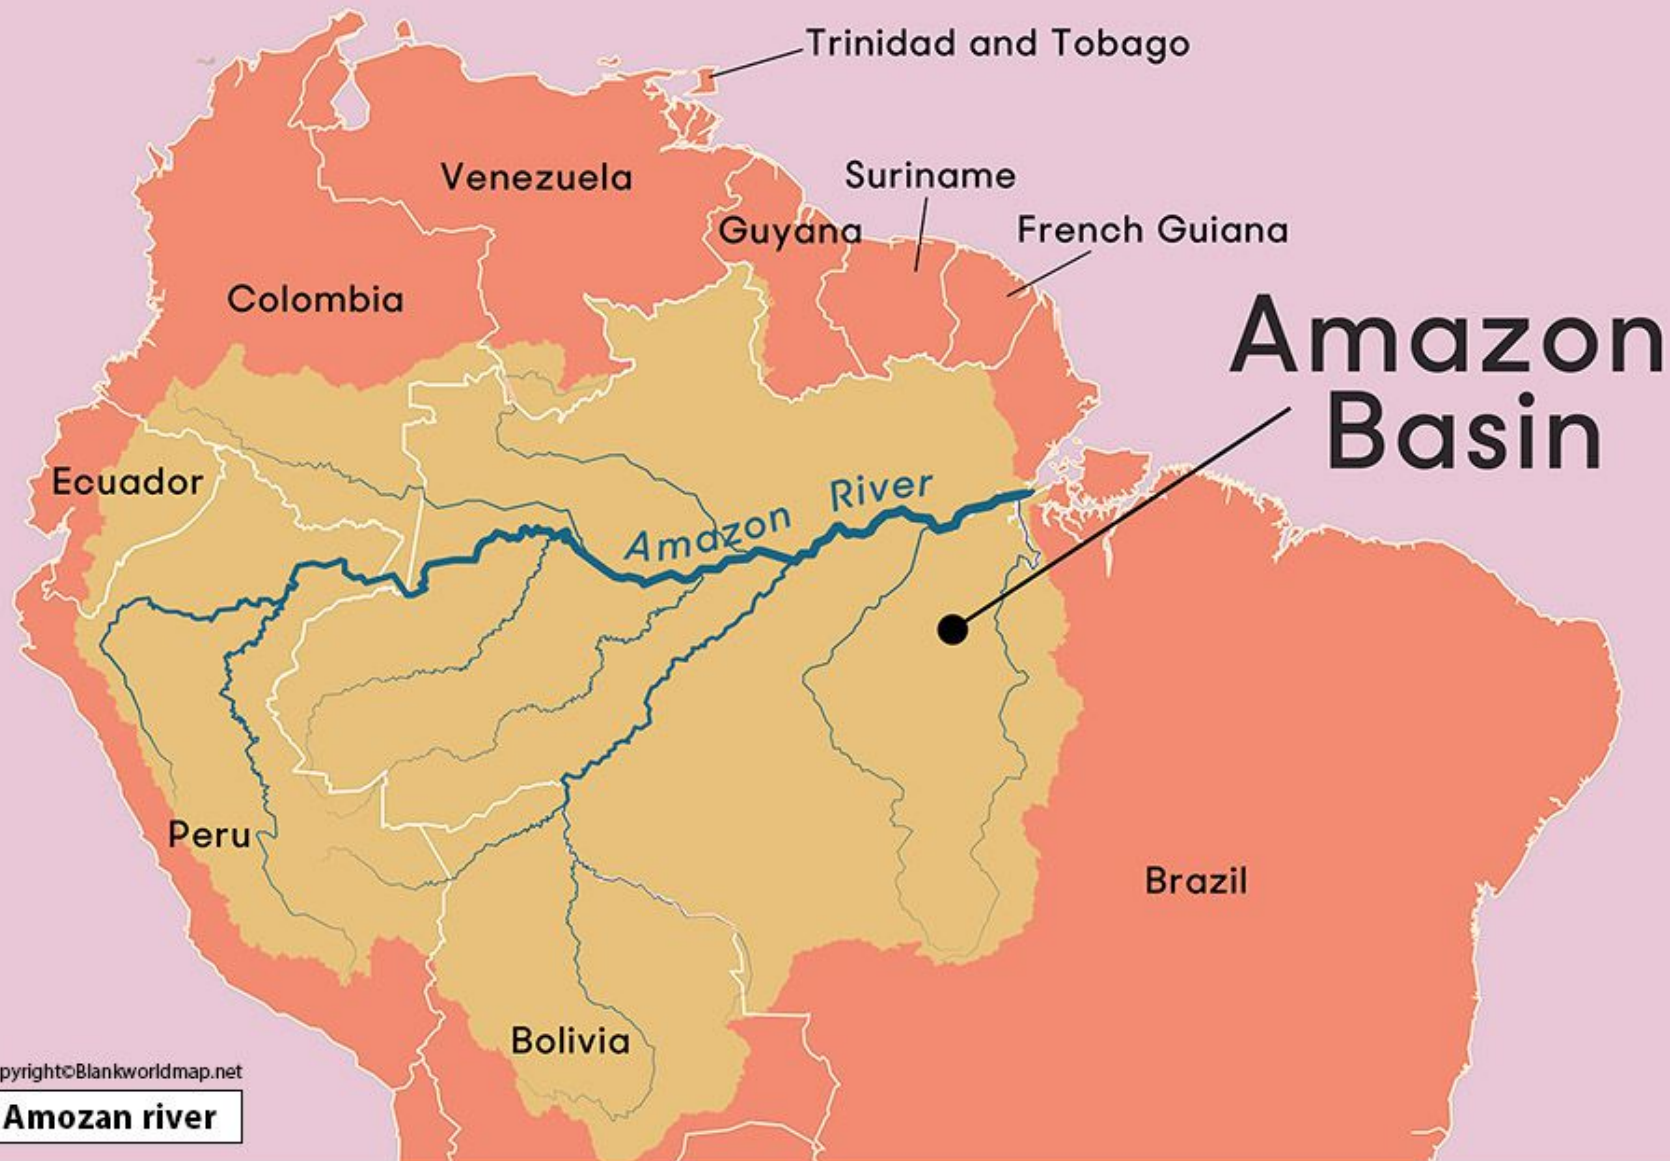 Trinidad and Tobago
Venezuela
Suriname
Guyana
French Guiana
Colombia
Amazon
Basin
Ecuador
Amazon River
Peru
Brazil
Bolivia
pyright©Blankworldmap.net
Amozan river